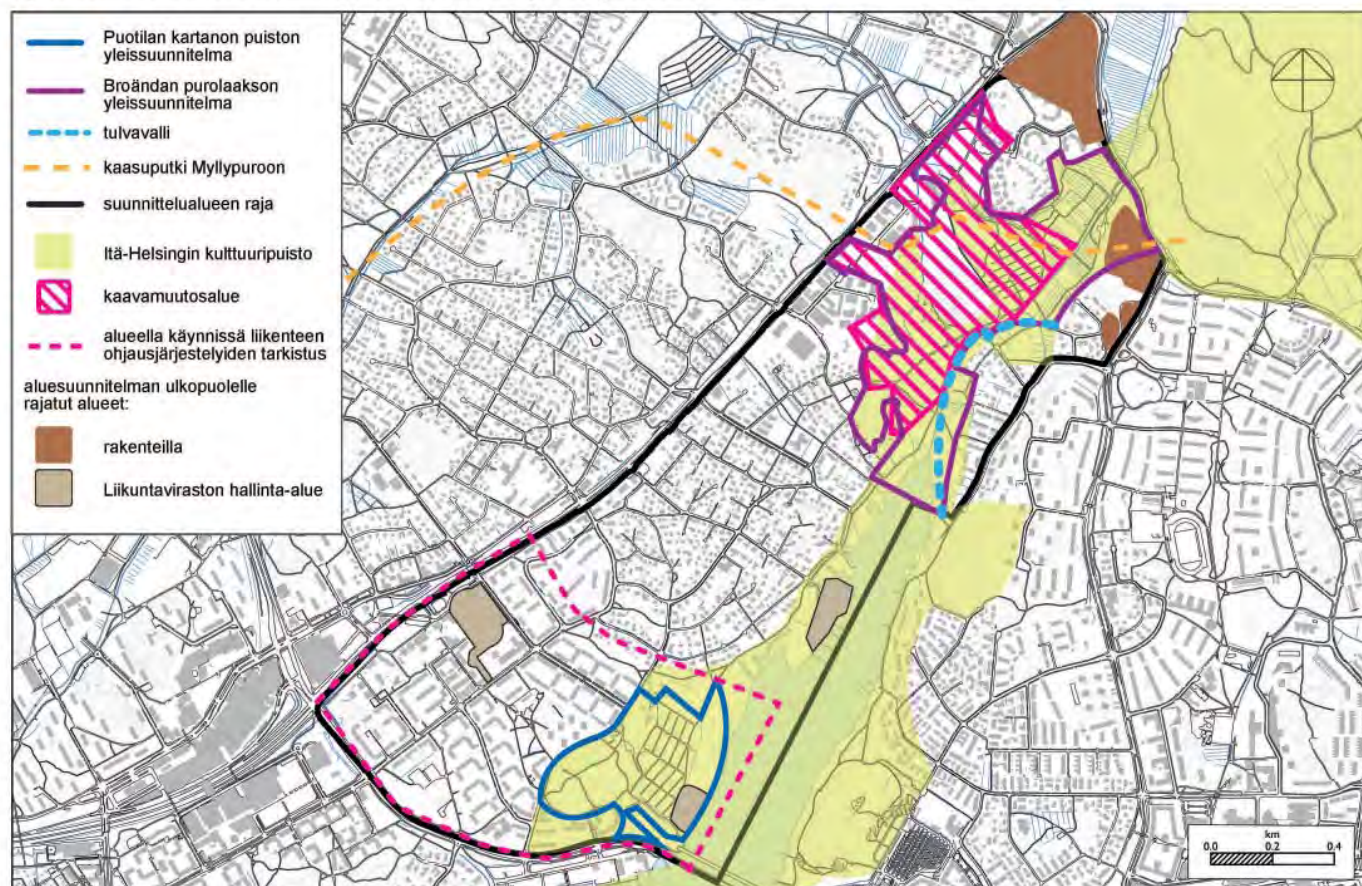 Puotilan kartanon puiston
yleissuunnitelma
Broändan purolaakson
yleissuunnitelma
tulvavalli
kaasuputki Myllypuroon
suunnittelualueen raja
Itä-Helsingin kulttuuripuisto
kaavamuutosalue
alueella käynnissä liikenteen
ohjausjärjestelyiden tarkistus
aluesuunnitelman ulkopuolelle
rajatut alueet:
rakenteilla
Liikuntaviraston hallinta-alue
km
0.0 0.2 0.4